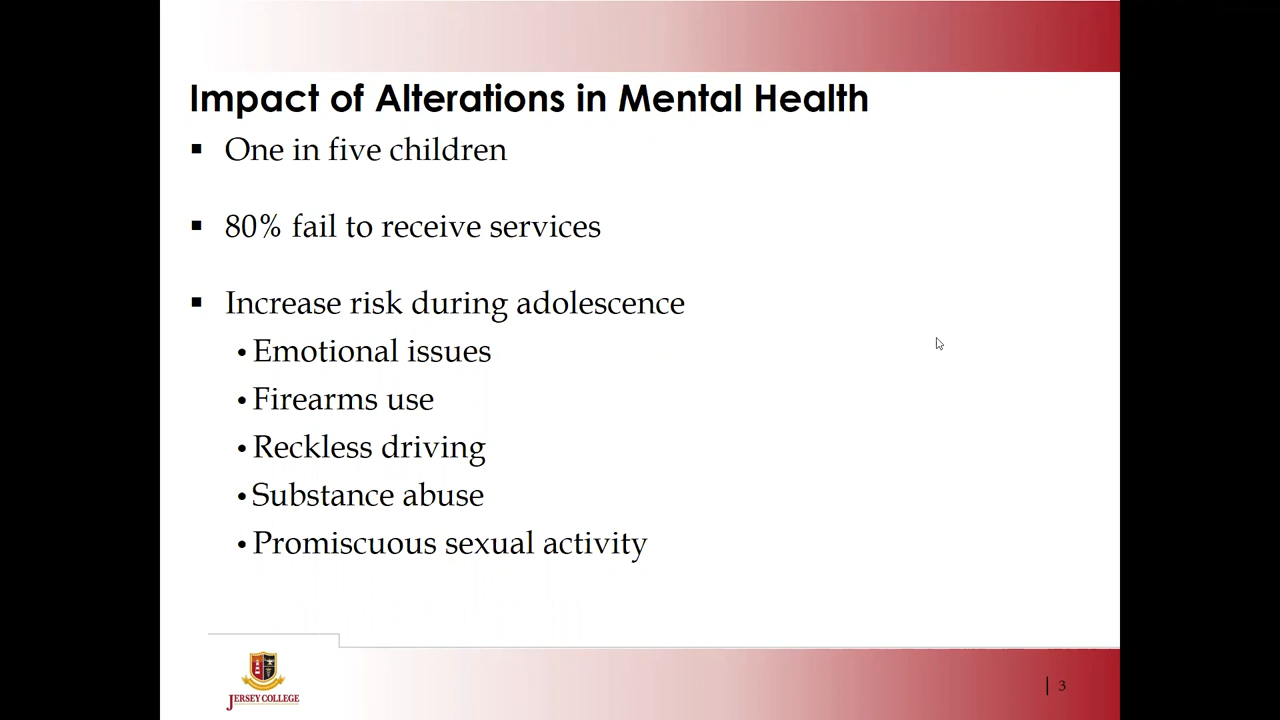 Impact of Alterations in Mental Health
▪ One in five children
▪ 80% fail to receive services
▪ Increase risk during adolescence
• Emotional issues
• Firearms use
• Reckless driving
• Substance abuse
• Promiscuous sexual activity
JERSEY COLLEGE
| 3